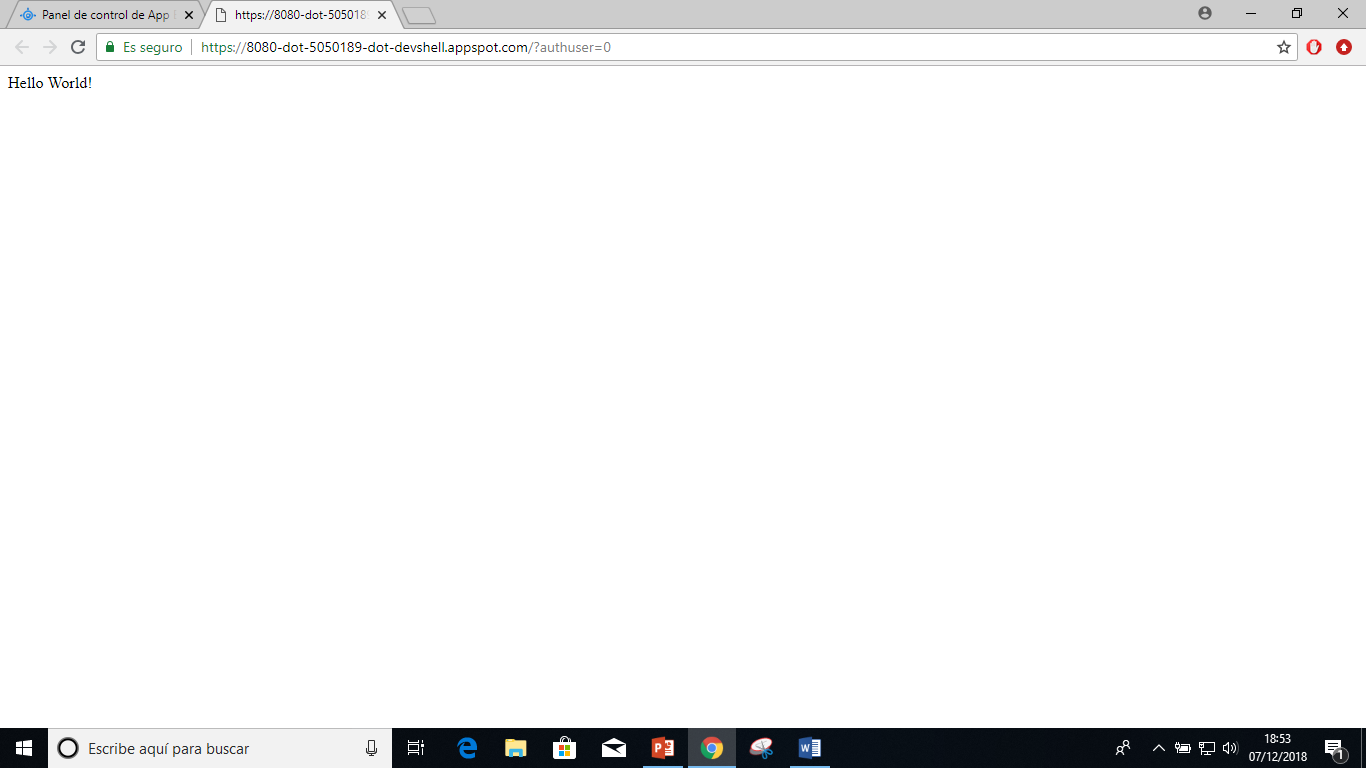 Panel de control de App
https://8080-dot-505018
Es seguro
https://8080-dot-5050189-dot-devshell.appspot.com/?authuser=0
Hello World!
Escribe aquí para buscar
18:53
07/12/2018
1